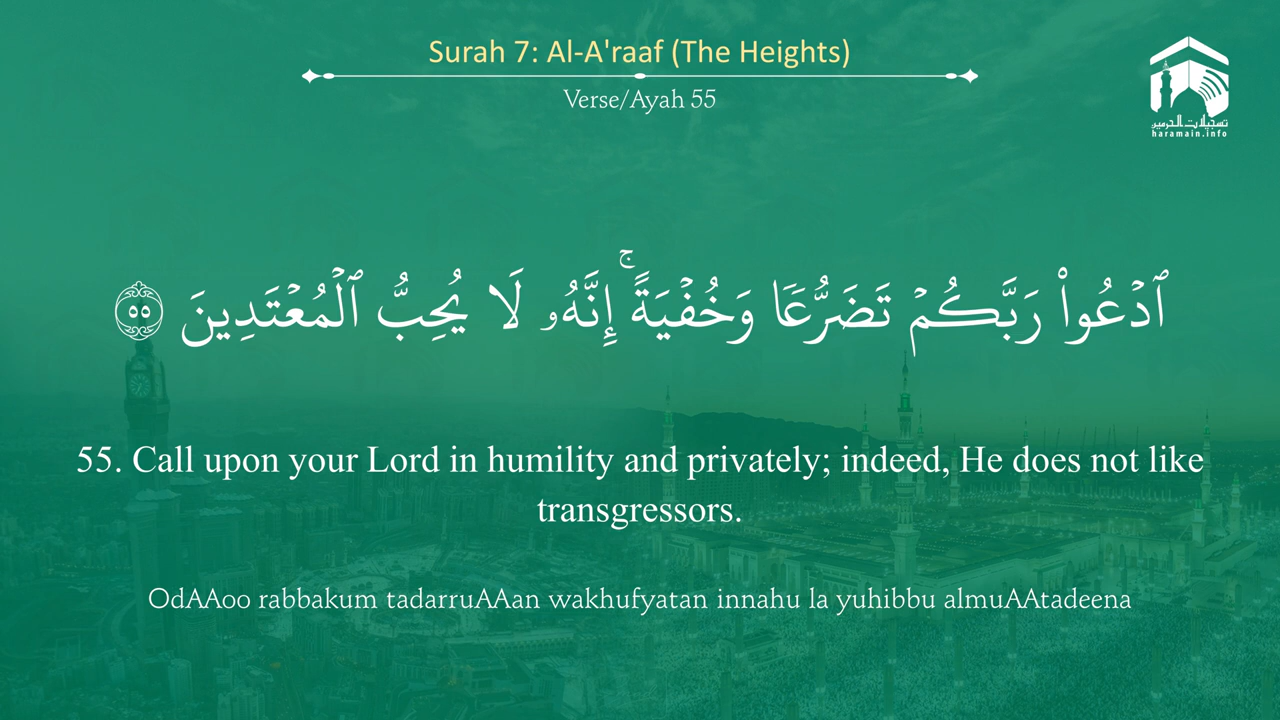 Surah 7: Al-A'raaf (The Heights)
Verse/Ayah 55
تسجيلات الحرمين
haramain.info
ٱدۡعُواْ رَبَّكُمۡ تَضَرُّعٗا وَخُفۡيَةًۚ إِنَّهُۥ لَا يُحِبُّ ٱلۡمُعۡتَدِينَ ٥٥
55. Call upon your Lord in humility and privately; indeed, He does not like
transgressors.
OdAAoo rabbakum tadarruAAan wakhufyatan innahu la yuhibbu almuAAtadeena